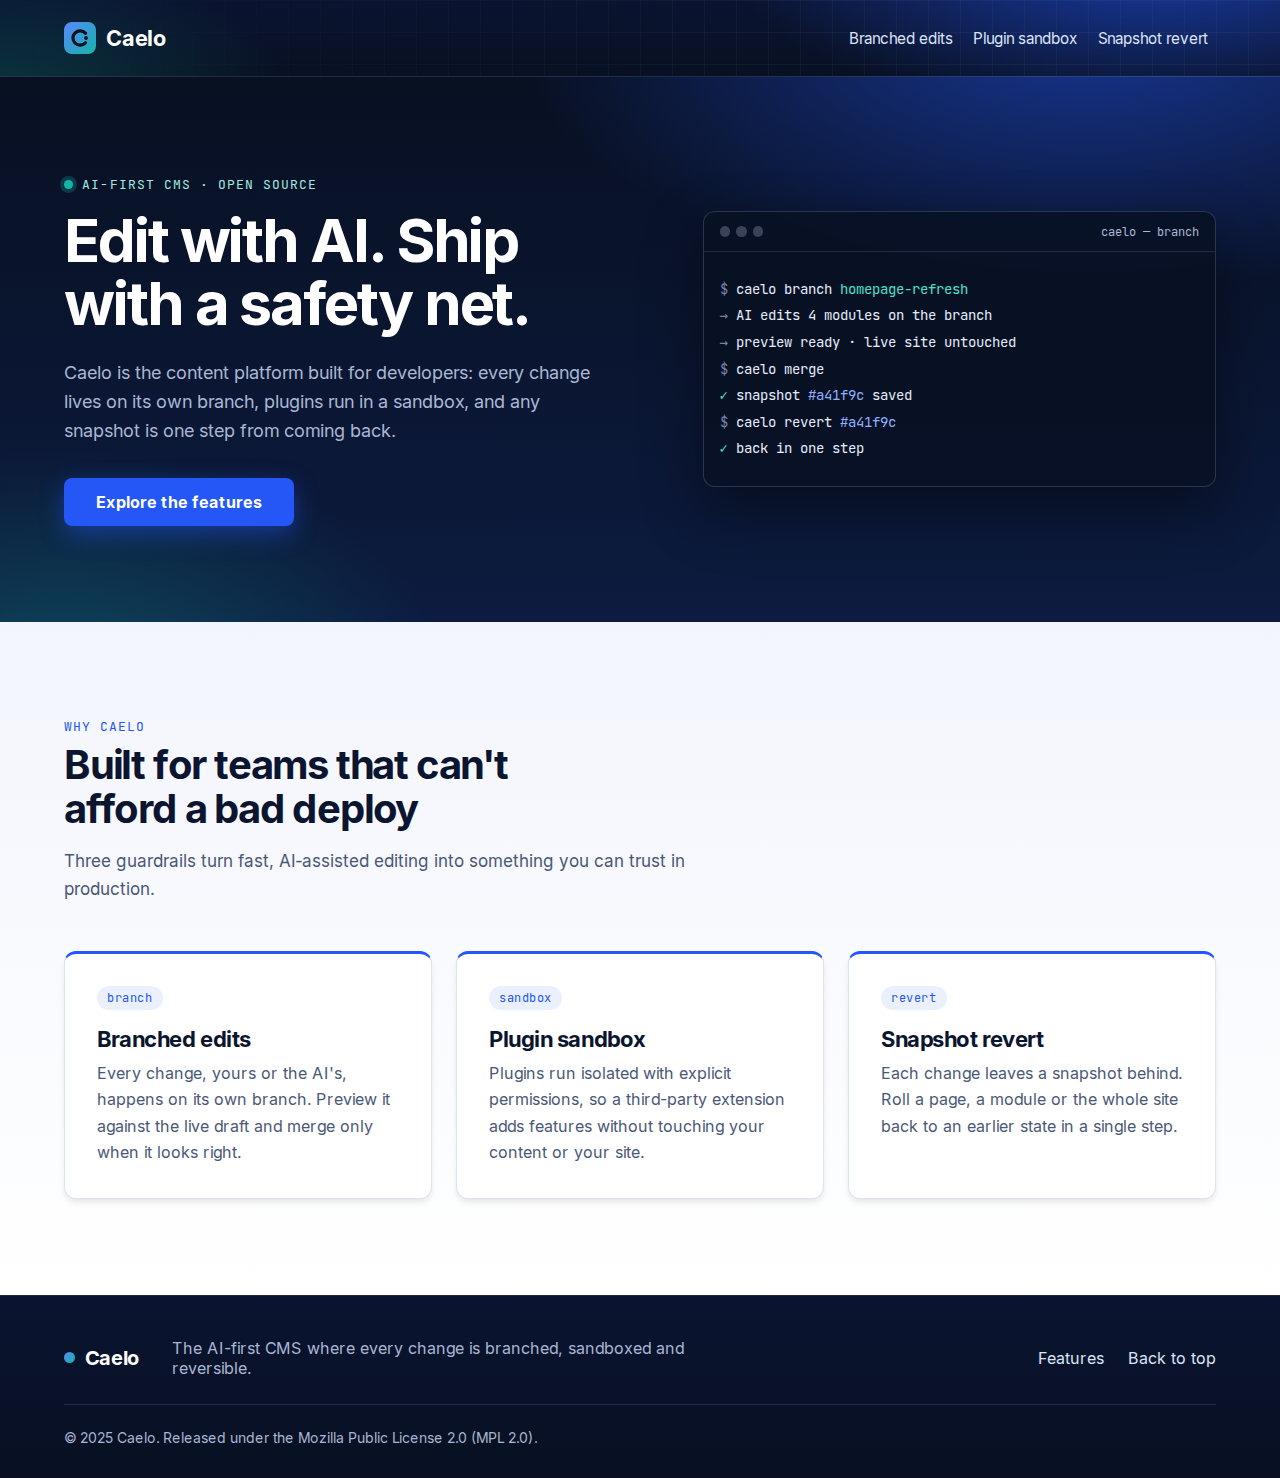 Caelo
Branched edits Plugin sandbox Snapshot revert
AI-FIRST CMS · OPEN SOURCE
Edit with AI. Ship
with a safety net.
Caelo is the content platform built for developers: every change
lives on its own branch, plugins run in a sandbox, and any
snapshot is one step from coming back.
Explore the features
caelo — branch
$ caelo branch homepage-refresh
→ AI edits 4 modules on the branch
→ preview ready · live site untouched
$ caelo merge
✓ snapshot #a41f9c saved
$ caelo revert #a41f9c
✓ back in one step
WHY CAELO
Built for teams that can't
afford a bad deploy
Three guardrails turn fast, AI-assisted editing into something you can trust in
production.
branch
Branched edits
Every change, yours or the AI's,
happens on its own branch. Preview it
against the live draft and merge only
when it looks right.
sandbox
Plugin sandbox
Plugins run isolated with explicit
permissions, so a third-party extension
adds features without touching your
content or your site.
revert
Snapshot revert
Each change leaves a snapshot behind.
Roll a page, a module or the whole site
back to an earlier state in a single step.
Caelo
The AI-first CMS where every change is branched, sandboxed and
reversible.
Features Back to top
© 2025 Caelo. Released under the Mozilla Public License 2.0 (MPL 2.0).